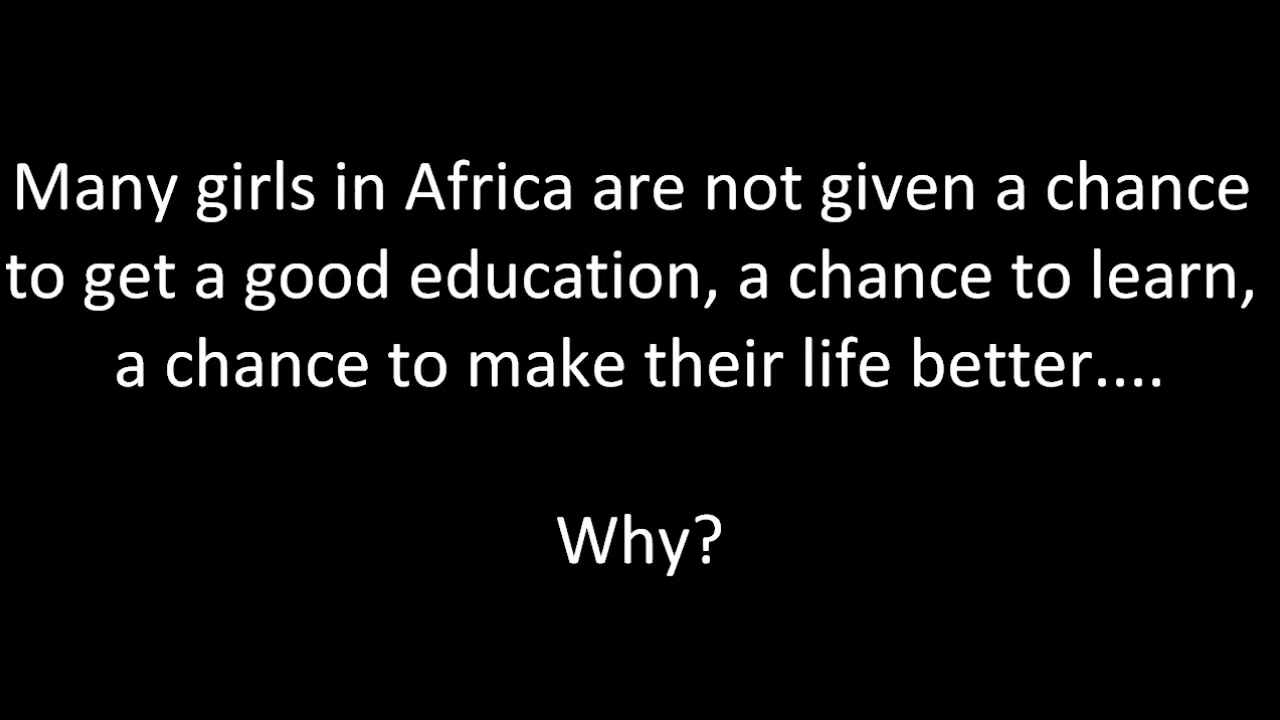 Many girls in Africa are not given a chance
to get a good education, a chance to learn,
a chance to make their life better....
Why?